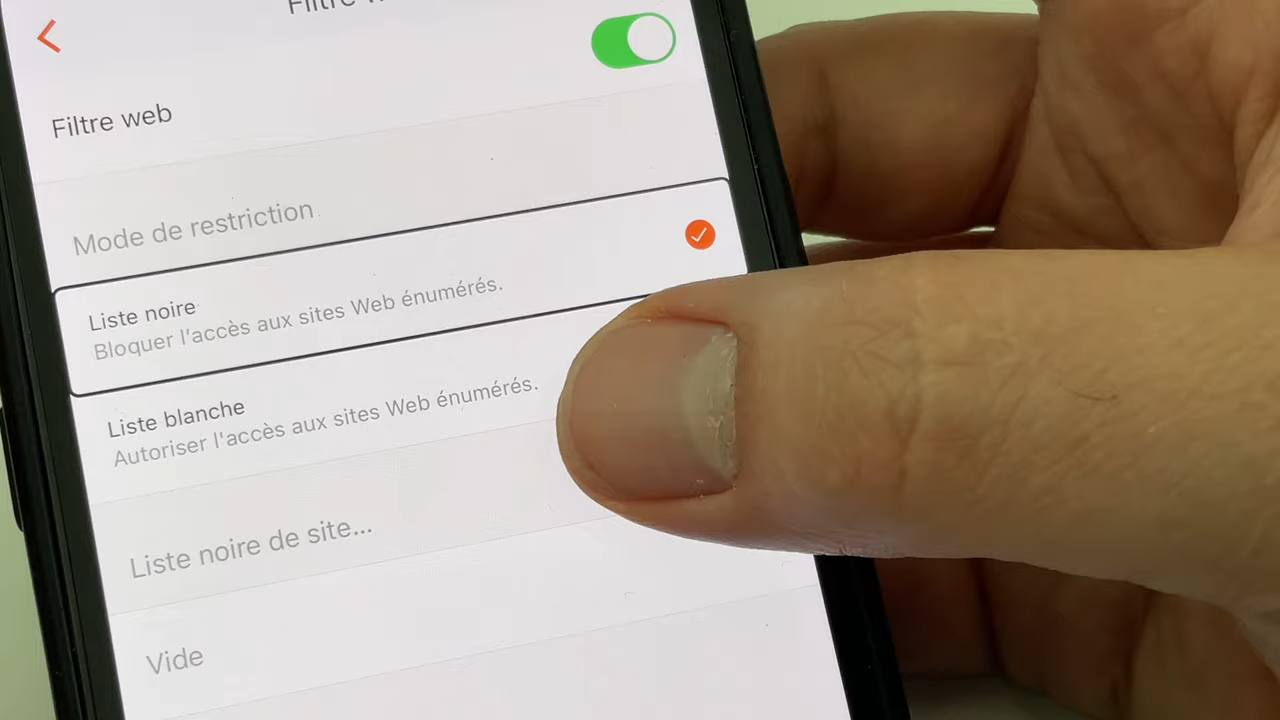 Filtre
Filtre web
Mode de restriction
Liste noire
Bloquer l'accès aux sites Web énumérés.
Liste blanche
Autoriser l'accès aux sites Web énumérés.
Liste noire de site...
Vide